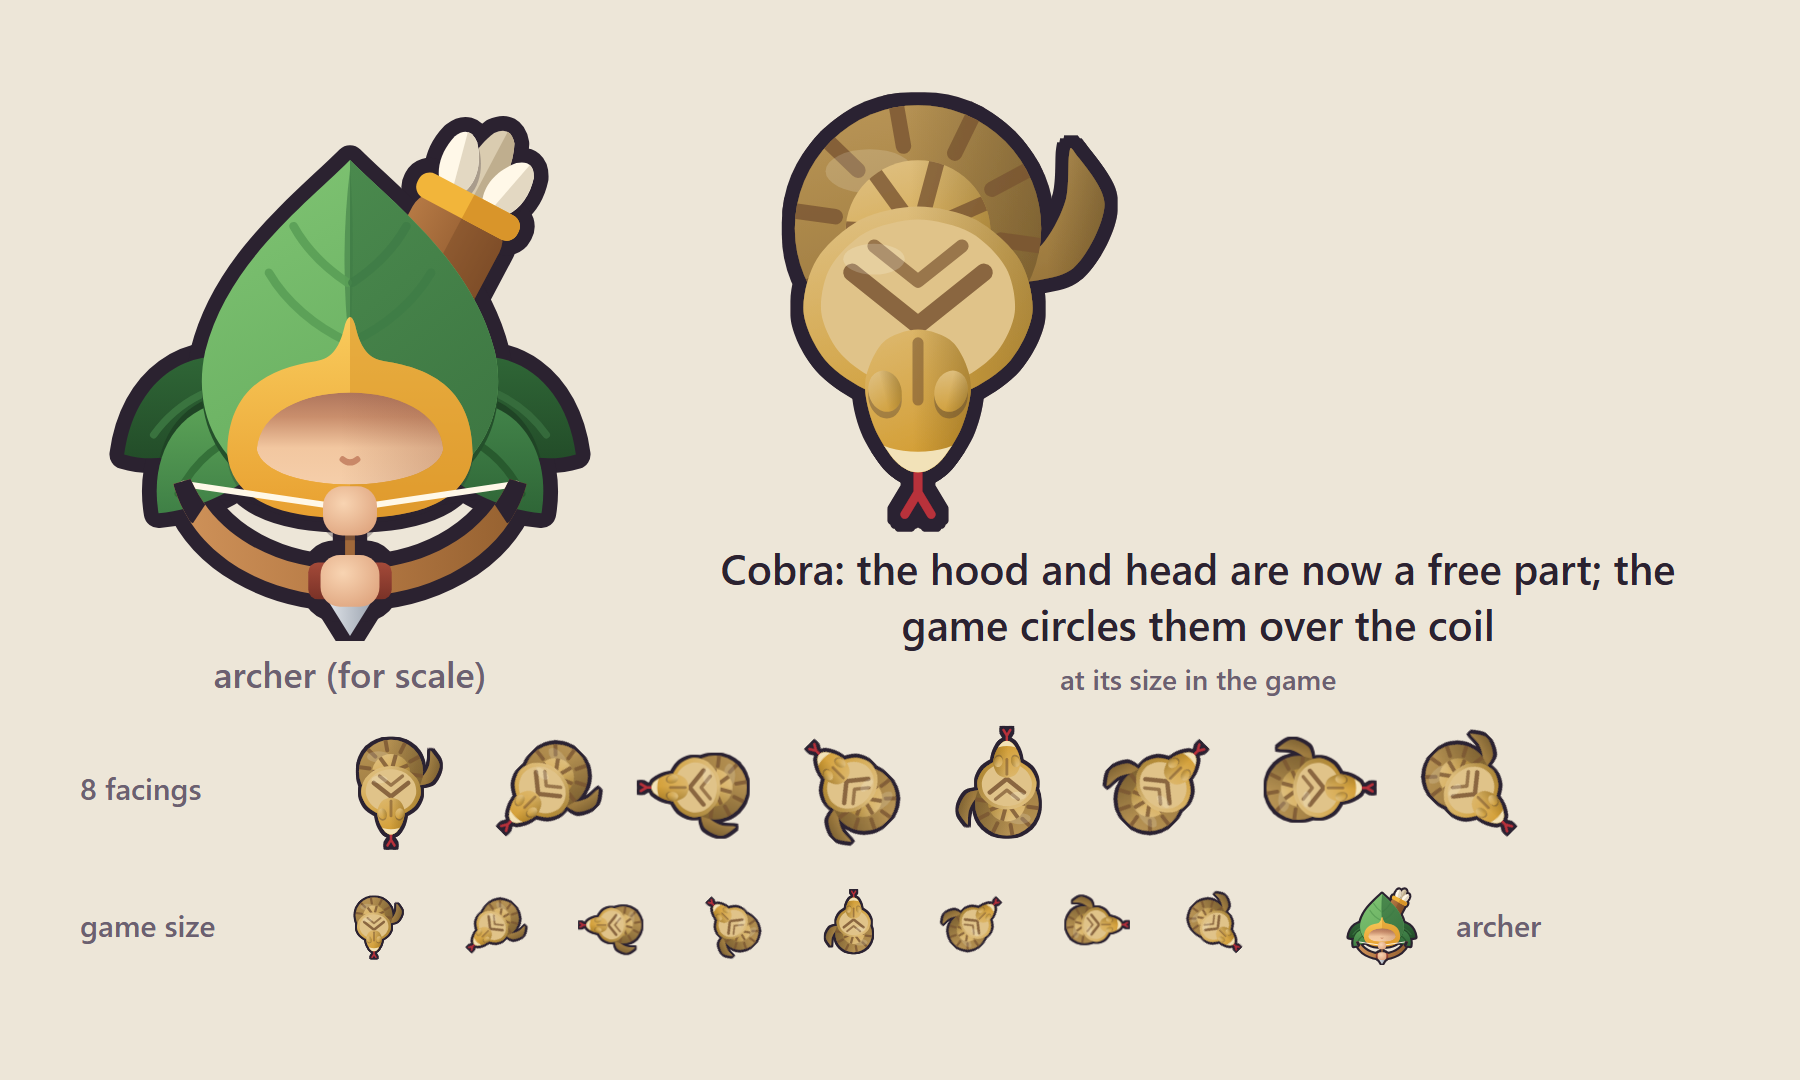 Cobra: the hood and head are now a free part; the
game circles them over the coil
archer (for scale)
at its size in the game
8 facings
game size
archer